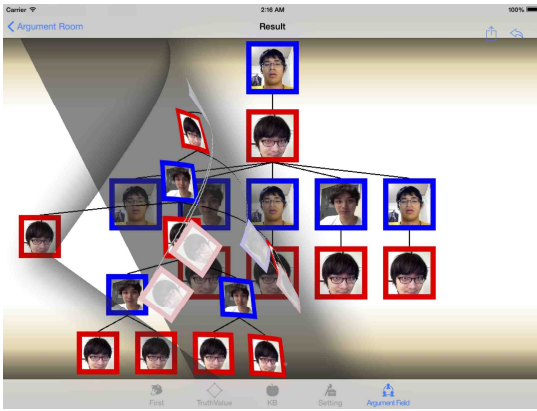 Carrier 2:16 AM 100%
Argument Room Result
First TruthValue KB Setting Argument Field